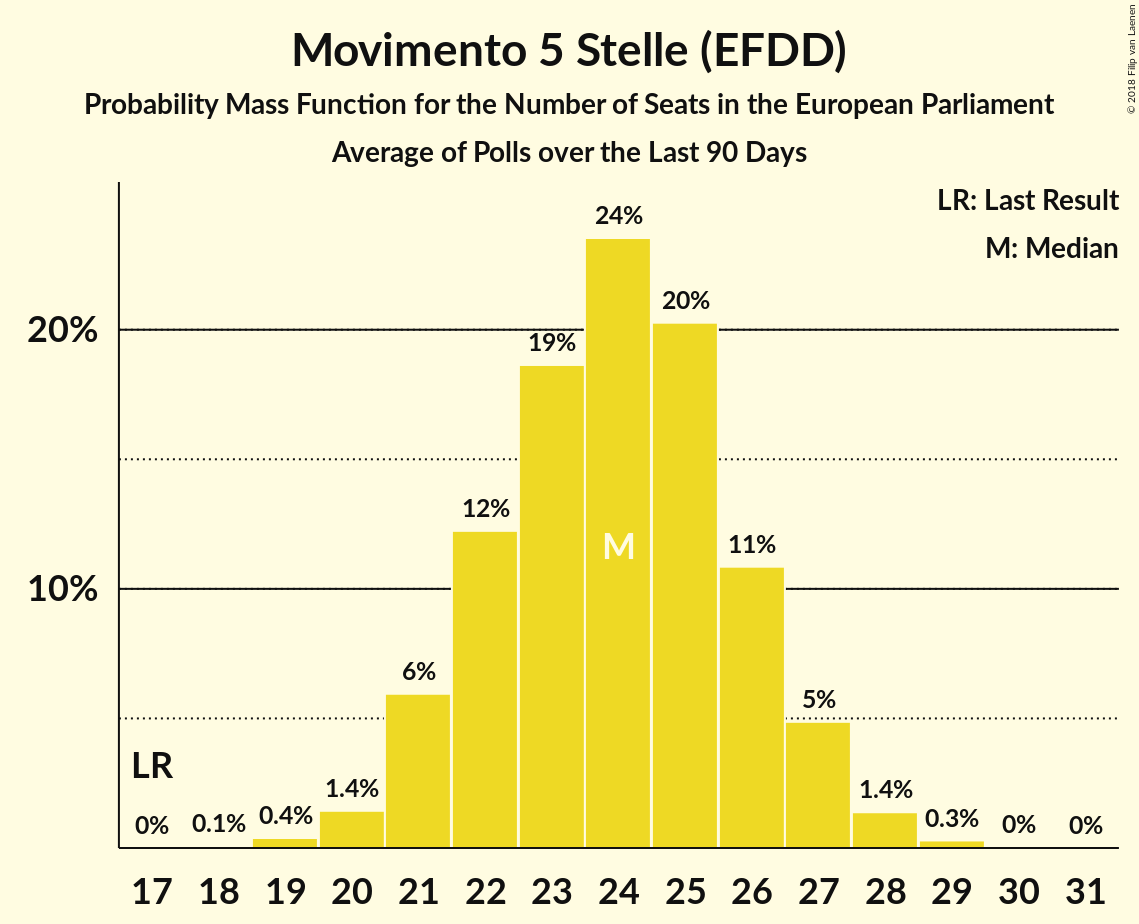 Movimento 5 Stelle (EFDD)
Probability Mass Function for the Number of Seats in the European Parliament
Average of Polls over the Last 90 Days
© 2018 Filip van Laenen
LR: Last Result
M: Median
24%
20%
20%
19%
12%
M
11%
10%
6%
5%
LR
1.4%
1.4%
0%
0.1%
0.4%
0.3%
0%
0%
17 18 19 20 21 22 23 24 25 26 27 28 29 30 31